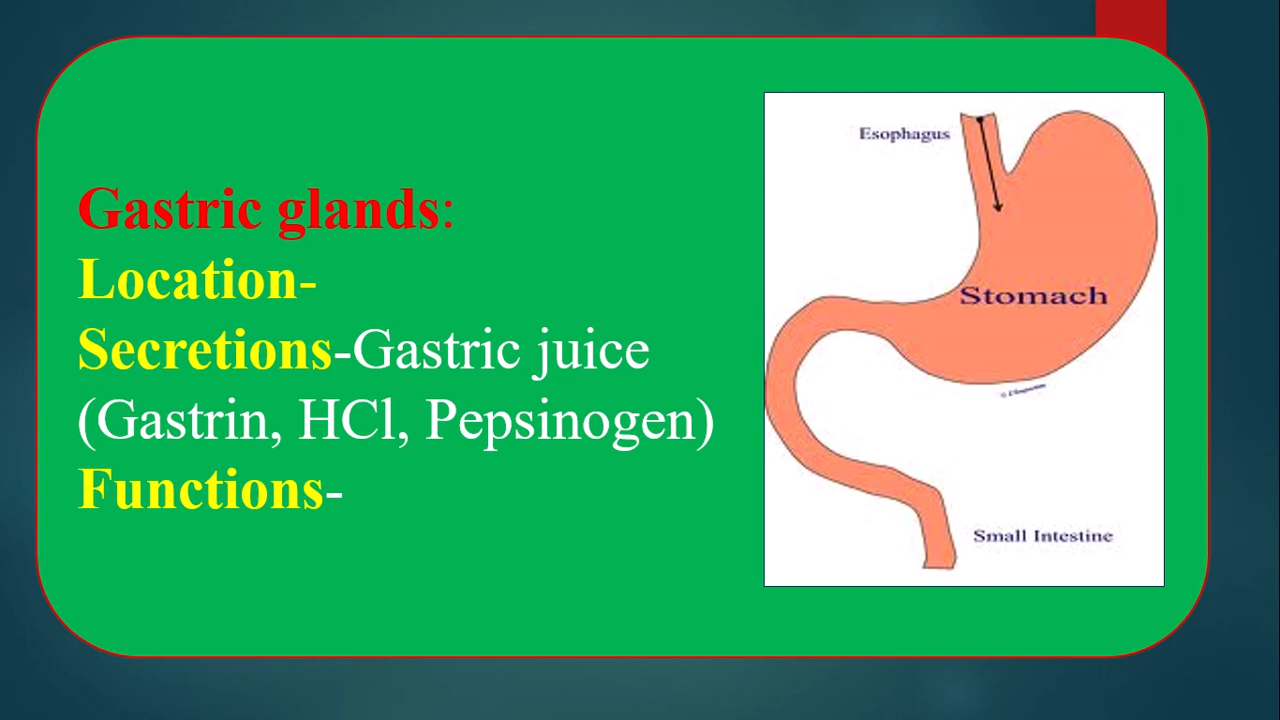 Gastric glands:
Location-
Secretions-Gastric juice
(Gastrin, HCl, Pepsinogen)
Functions-
Esophagus
Stomach
Small Intestine